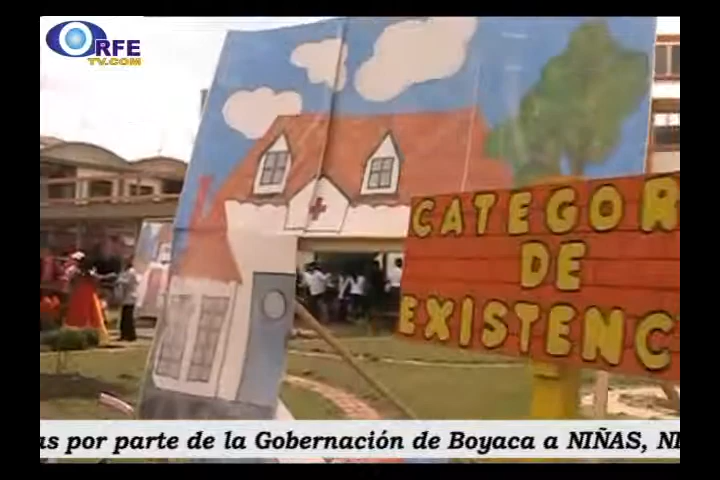 ORFE
TV.COM
CATEGOR
DE
EXISTENC
as por parte de la Gobernación de Boyaca a NIÑAS, NI